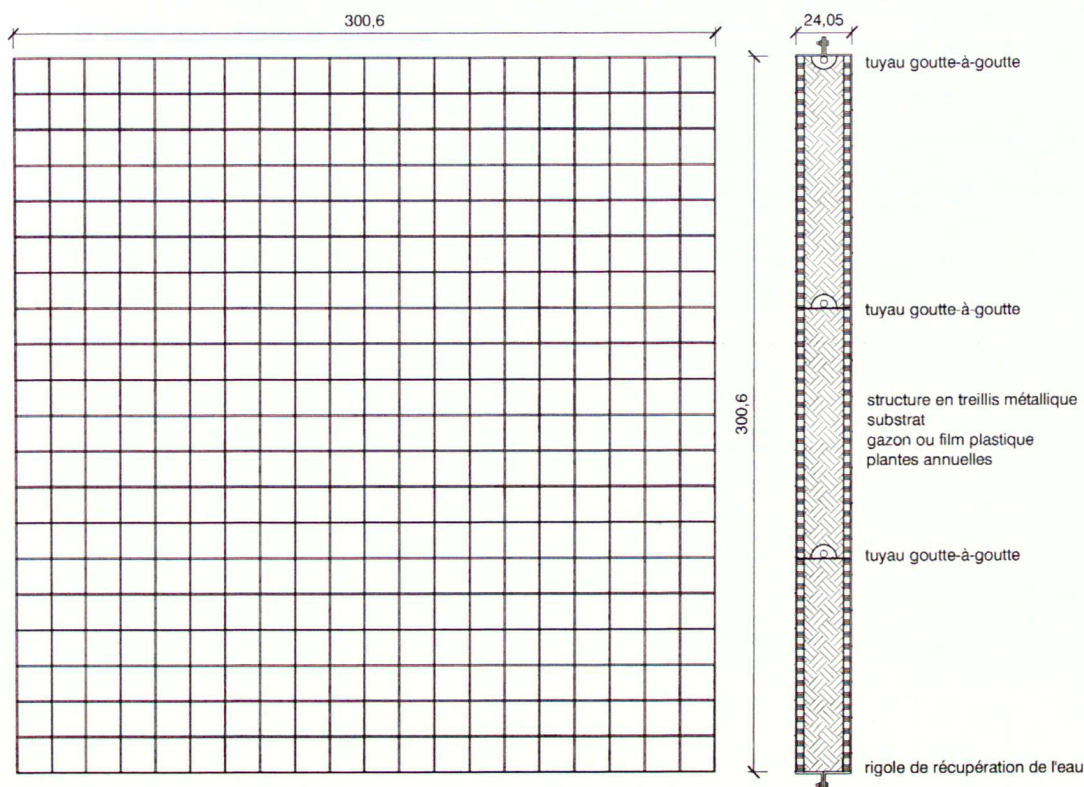 300,6
24,05
tuyau goutte-à-goutte
tuyau goutte-à-goutte
300,6
structure en treillis métallique
substrat
gazon ou film plastique
plantes annuelles
tuyau goutte-à-goutte
rigole de récupération de l'eau